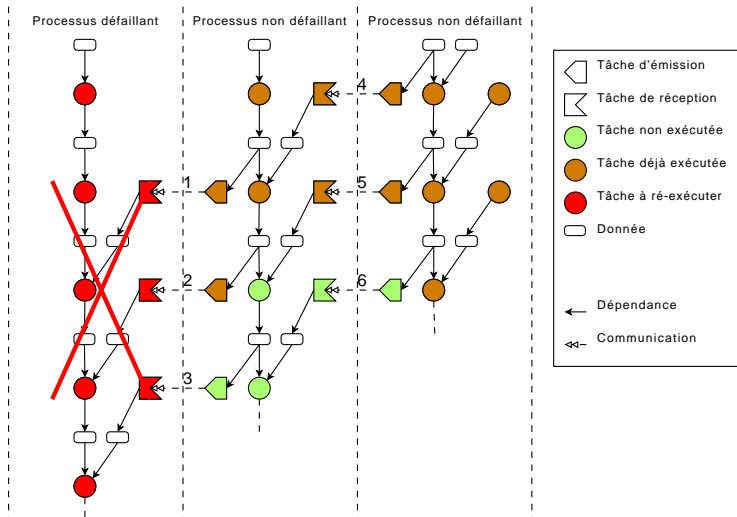 Processus défaillant
Processus non défaillant
Processus non défaillant
4
1
5
2
6
3
Tâche d'émission
Tâche de réception
Tâche non exécutée
Tâche déjà exécutée
Tâche à ré-exécuter
Donnée
Dépendance
Communication